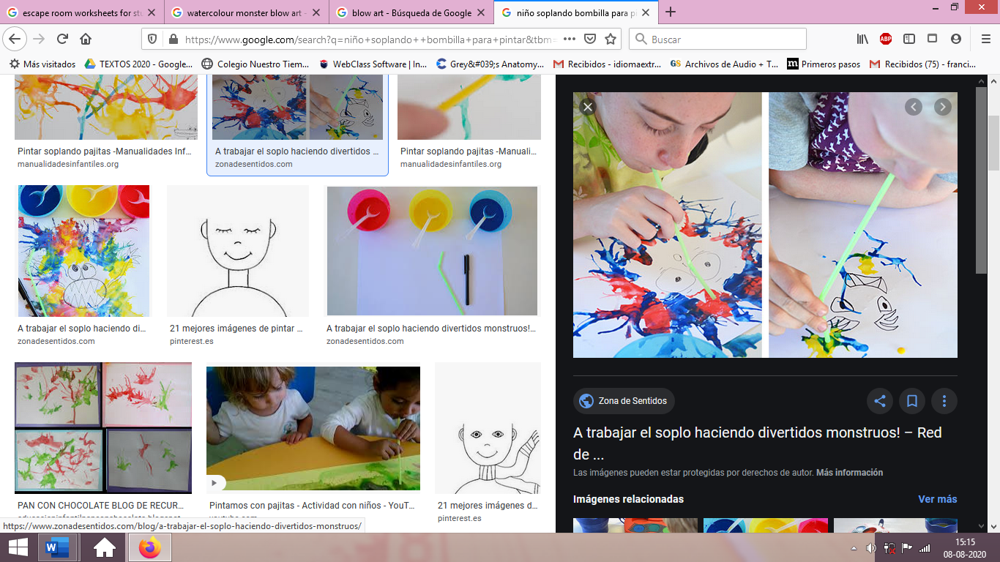 escape room worksheets for stu
watercolour monster blow art -
blow art - Búsqueda de Google
niño soplando bombilla para pi
https://www.google.com/search?q=niño+soplando++bombilla+para+pintar&tbm=
Buscar
Más visitados
TEXTOS 2020 - Google...
Colegio Nuestro Tiem...
WebClass Software | In...
Grey&#039;s Anatomy...
Recibidos - idiomaextr...
Archivos de Audio + T...
Primeros pasos
Recibidos (75) - franci...
Pintar soplando pajitas -Manualidades Inf...
manualidadesinfantiles.org
A trabajar el soplo haciendo divertidos ...
zonadesentidos.com
Pintar soplando pajitas -Manuali...
manualidadesinfantiles.org
A trabajar el soplo haciendo di...
zonadesentidos.com
21 mejores imágenes de pintar ...
pinterest.es
A trabajar el soplo haciendo divertidos monstruos!...
zonadesentidos.com
PAN CON CHOCOLATE BLOG DE RECUR...
Pintamos con pajitas - Actividad con niños - YouT...
21 mejores imágenes d...
pinterest.es
https://www.zonadesentidos.com/blog/a-trabajar-el-soplo-haciendo-divertidos-monstruos/
Zona de Sentidos
A trabajar el soplo haciendo divertidos monstruos! – Red
de ...
Las imágenes pueden estar protegidas por derechos de autor. Más información
Imágenes relacionadas
Ver más
15:15
08-08-2020